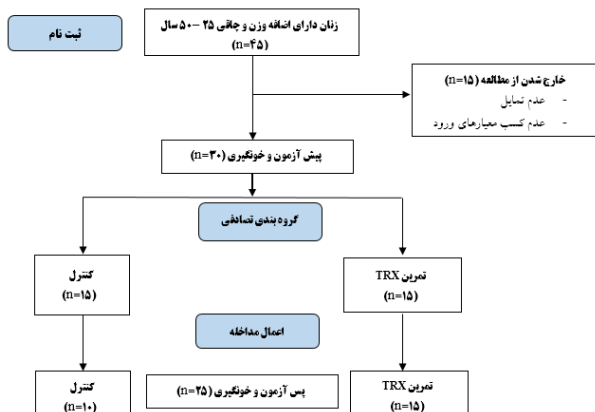 زنان دارای اضافه وزن و چاقی ۲۵ – ۵۰ سال
(n=۴۵)
ثبت نام
خارج شدن از مطالعه (n=۱۵)
- عدم تمایل
- عدم کسب معیارهای ورود
پیش آزمون و خونگیری (n=۳۰)
گروه بندی تصادفی
تمرین TRX
(n=۱۵)
کنترل
(n=۱۵)
اعمال مداخله
تمرین TRX
(n=۱۵)
پس آزمون و خونگیری (n=۲۵)
کنترل
(n=۱۰)